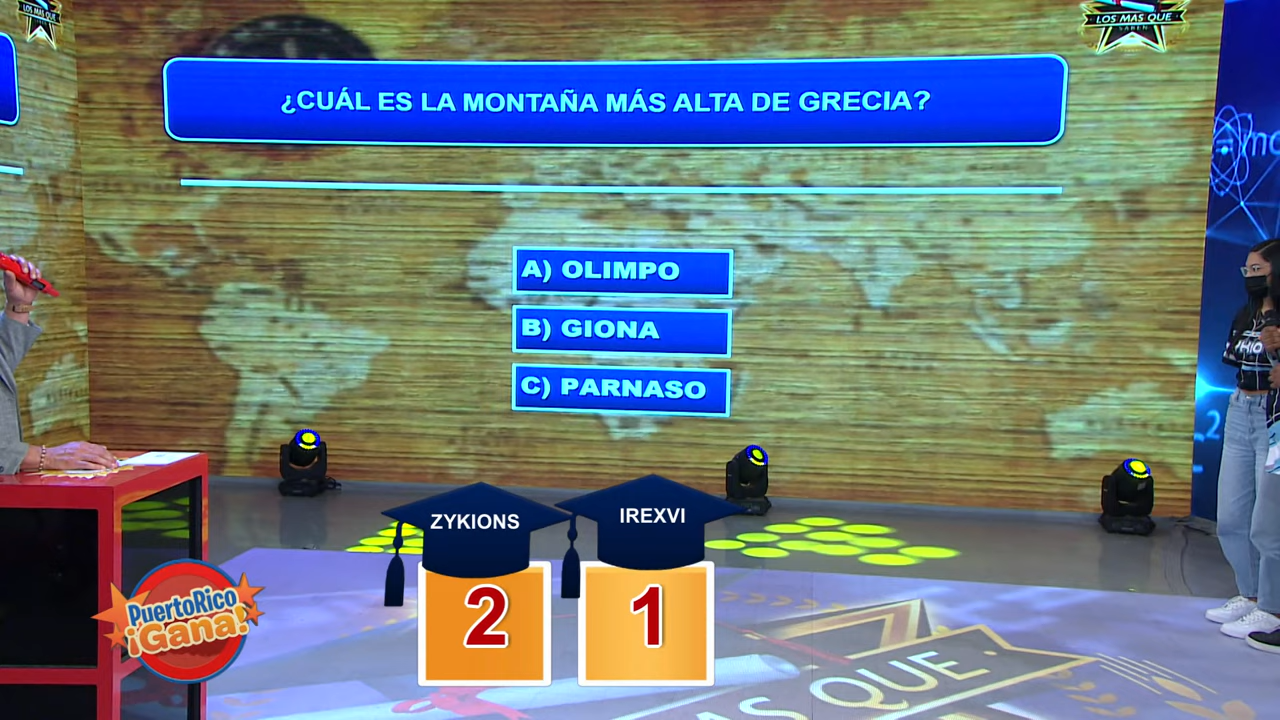 LOS MAS QUE
LOS MAS QUE
SABEN
¿CUÁL ES LA MONTAÑA MÁS ALTA DE GRECIA?
A) OLIMPO
B) GIONA
C) PARNASO
ZYKIONS
IREXVI
2
1
PuertoRico
¡Gana!
QUE